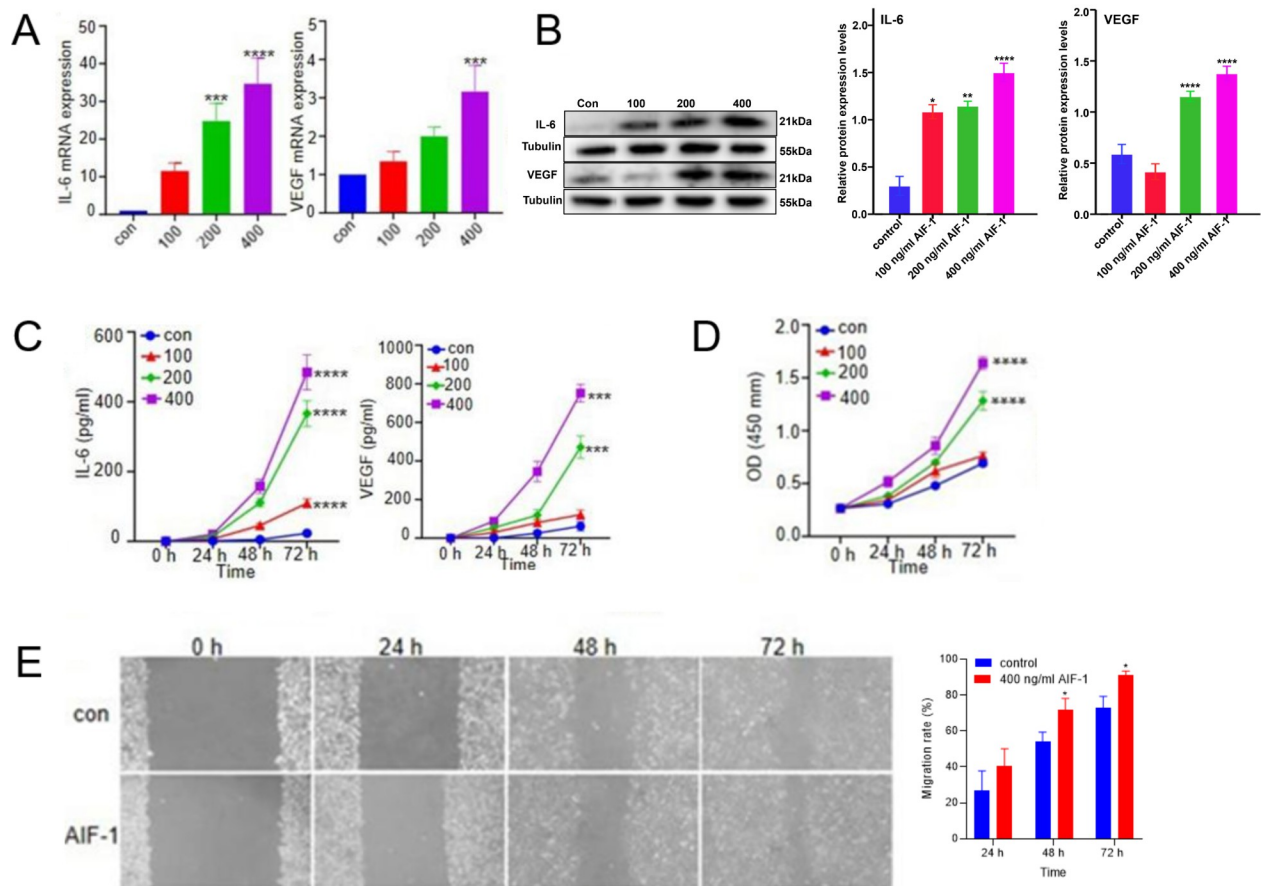 A
IL-6 mRNA expression
50
40
30
20
10
0
con
100
200
400
***
****
VEGF mRNA expression
5
4
3
2
1
0
con
100
200
400
***
B
Con 100 200 400
IL-6 21kDa
Tubulin 55kDa
VEGF 21kDa
Tubulin 55kDa
IL-6
Relative protein expression levels
2.0
1.5
1.0
0.5
0.0
* ** ****
control
100 ng/ml AIF-1
200 ng/ml AIF-1
400 ng/ml AIF-1
VEGF
Relative protein expression levels
2.0
1.5
1.0
0.5
0.0
**** ****
control
100 ng/ml AIF-1
200 ng/ml AIF-1
400 ng/ml AIF-1
C
IL-6 (pg/ml)
600
400
200
0
con
100
200
400
****
****
****
0 h 24 h 48 h 72 h
Time
VEGF (pg/ml)
1000
800
600
400
200
0
con
100
200
400
***
***
0 h 24 h 48 h 72 h
Time
D
OD (450 mm)
2.0
1.5
1.0
0.5
0.0
con
100
200
400
****
****
0 h 24 h 48 h 72 h
Time
E
0 h 24 h 48 h 72 h
con
AIF-1
Migration rate (%)
100
80
60
40
20
0
control
400 ng/ml AIF-1
* *
24 h 48 h 72 h
Time